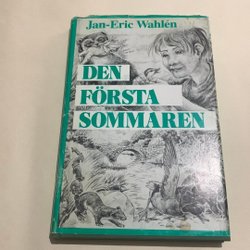 Jan-Eric Wahlén
DEN
FÖRSTA
SOMMAREN